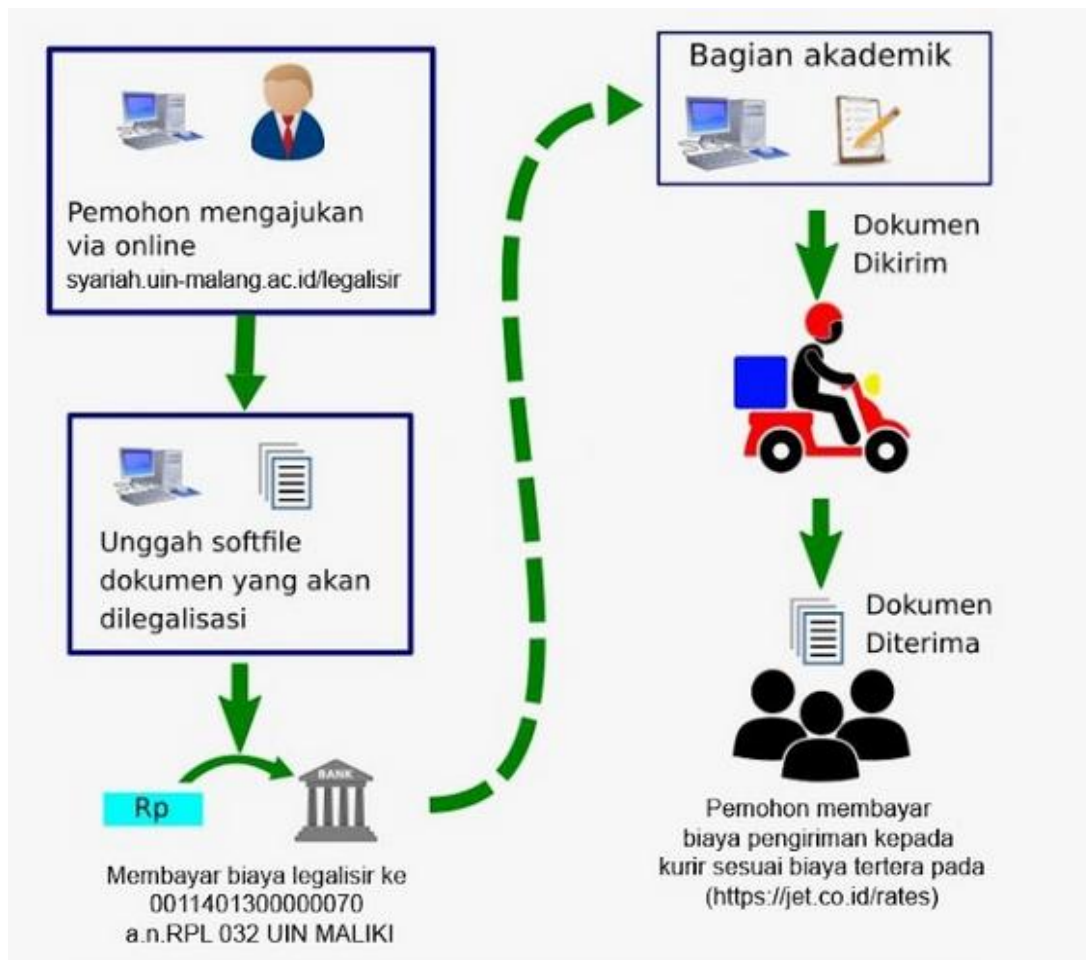 Pemohon mengajukan
via online
syariah.uin-malang.ac.id/legalisir
Unggah softfile
dokumen yang akan
dilegalisasi
Rp
BANK
Membayar biaya legalisir ke
0011401300000070
a.n.RPL 032 UIN MALIKI
Bagian akademik
Dokumen
Dikirim
Dokumen
Diterima
Pemohon membayar
biaya pengiriman kepada
kurir sesuai biaya tertera pada
(https://jet.co.id/rates)